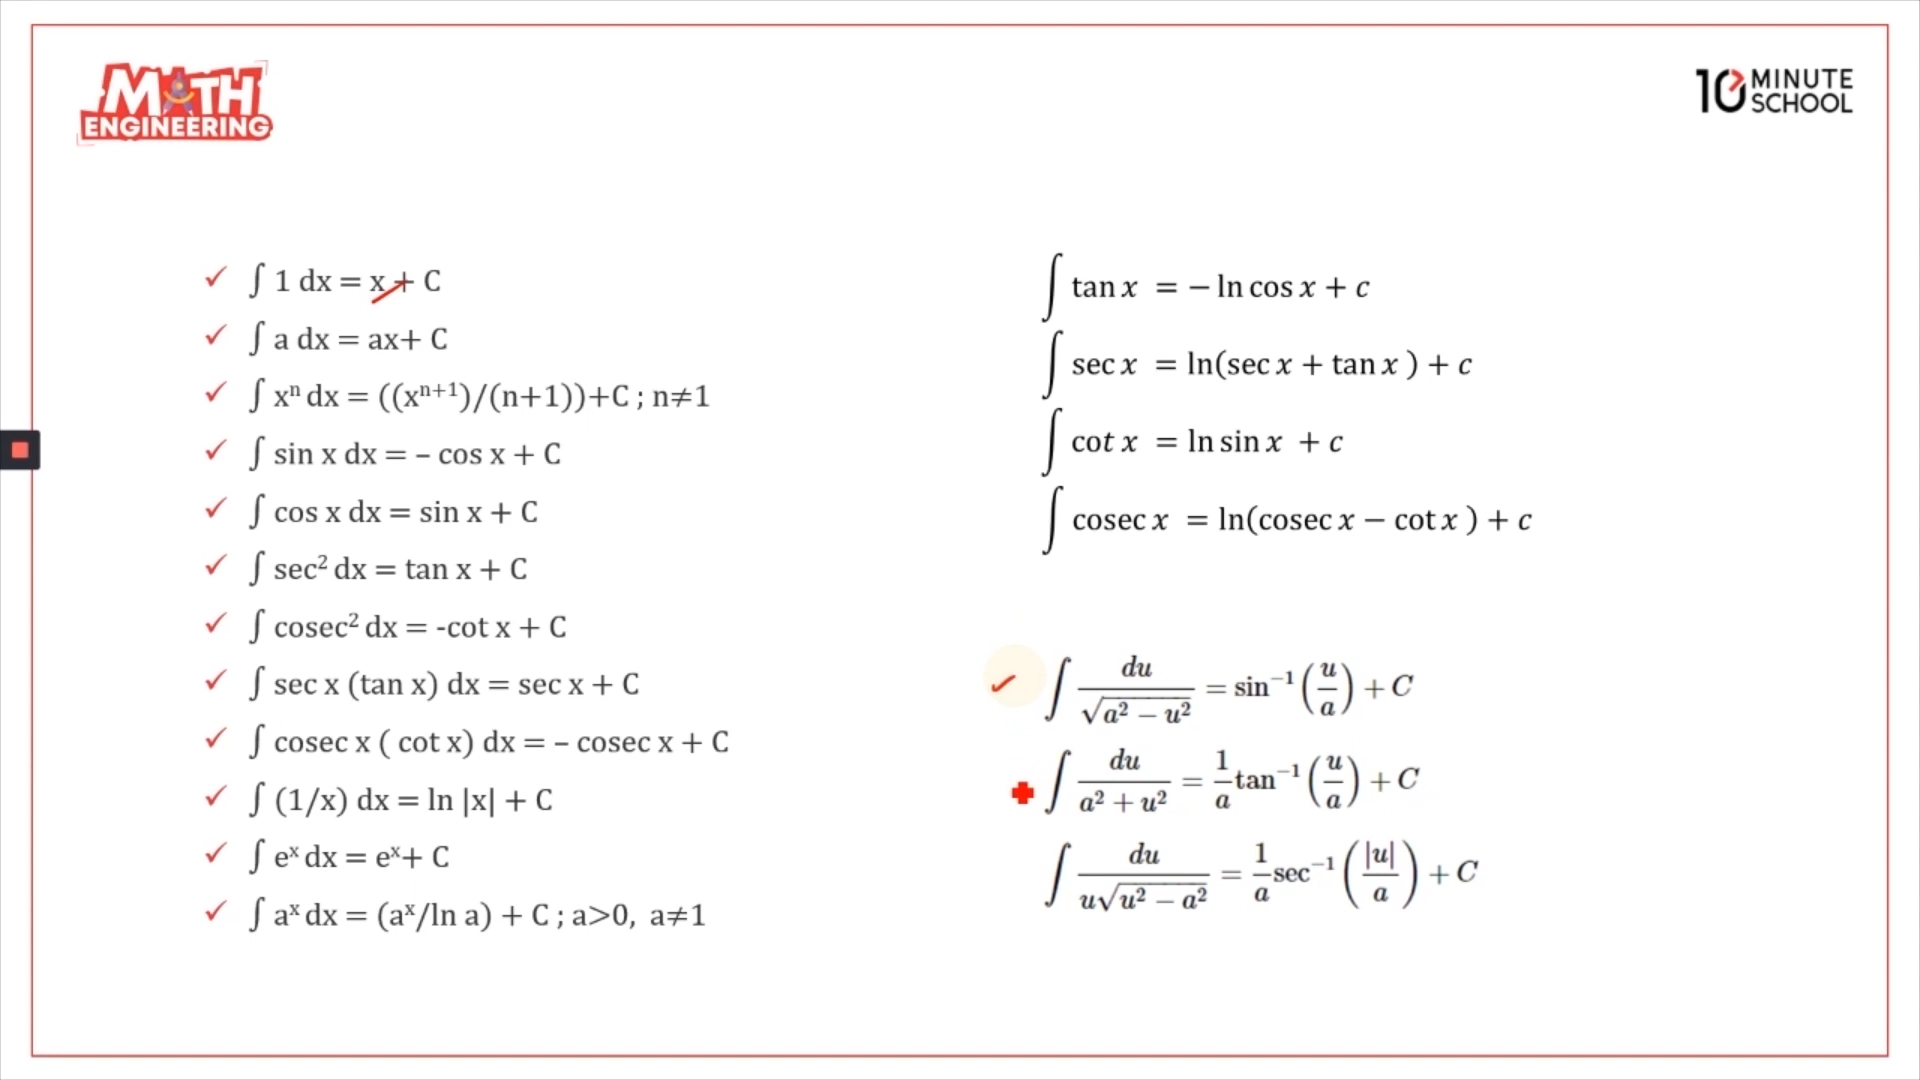 MATH
ENGINEERING
10 MINUTE
SCHOOL
✓ ∫ 1 dx = x + C
✓ ∫ a dx = ax+ C
✓ ∫ xⁿ dx = ((xⁿ⁺¹)/(n+1))+C ; n≠1
✓ ∫ sin x dx = – cos x + C
✓ ∫ cos x dx = sin x + C
✓ ∫ sec² dx = tan x + C
✓ ∫ cosec² dx = -cot x + C
✓ ∫ sec x (tan x) dx = sec x + C
✓ ∫ cosec x ( cot x) dx = – cosec x + C
✓ ∫ (1/x) dx = ln |x| + C
✓ ∫ eˣ dx = eˣ+ C
✓ ∫ aˣ dx = (aˣ/ln a) + C ; a>0, a≠1
∫ tan x = − ln cos x + c
∫ sec x = ln(sec x + tan x ) + c
∫ cot x = ln sin x + c
∫ cosec x = ln(cosec x − cot x ) + c
∫ du/√(a² − u²) = sin⁻¹(u/a) + C
∫ du/(a² + u²) = 1/a tan⁻¹(u/a) + C
∫ du/(u√(u² − a²)) = 1/a sec⁻¹(|u|/a) + C